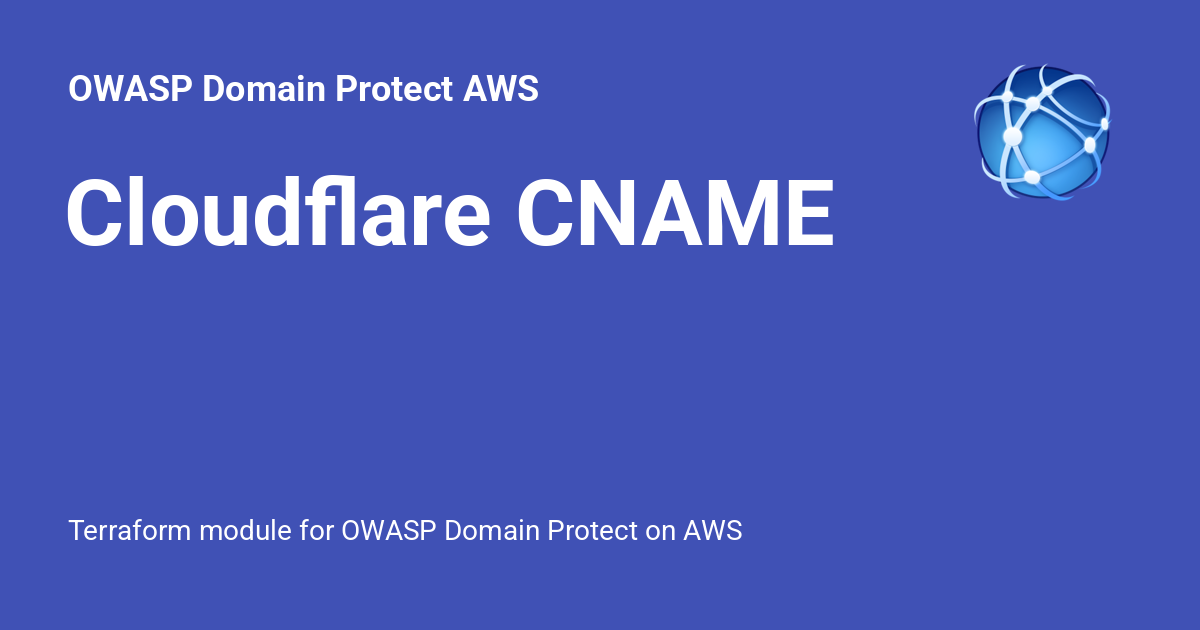 OWASP Domain Protect AWS
Cloudflare CNAME
Terraform module for OWASP Domain Protect on AWS